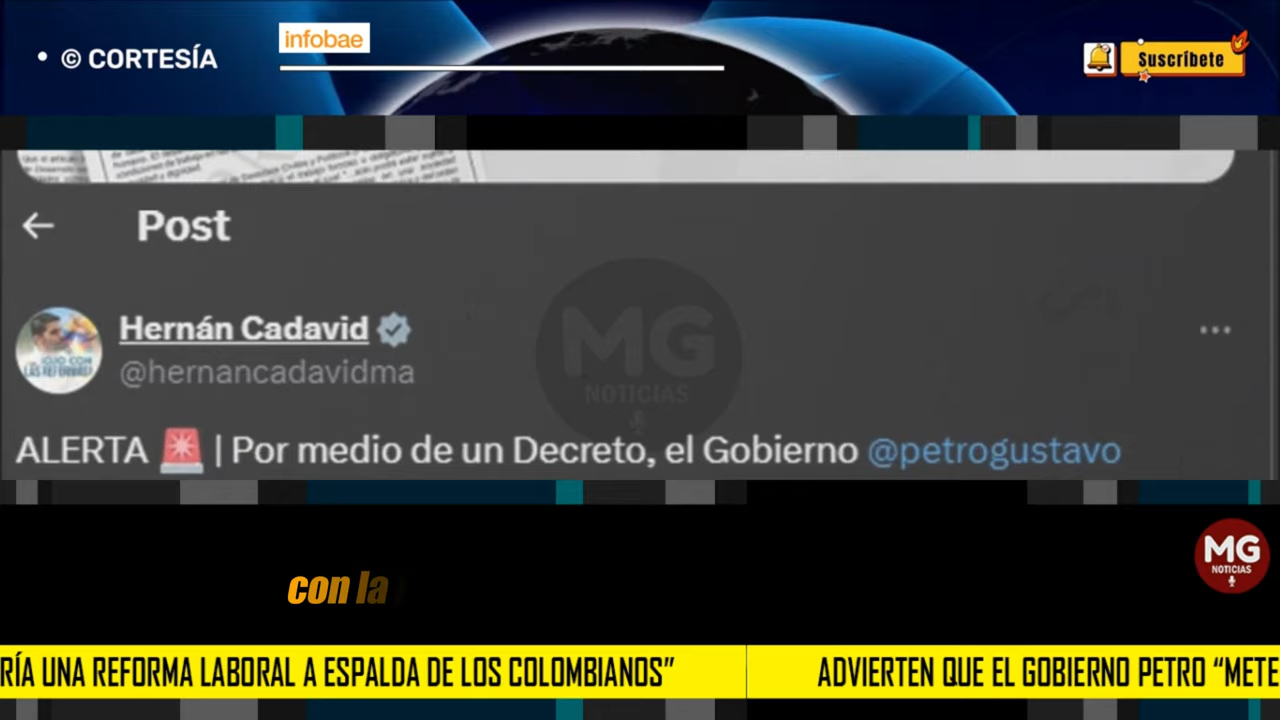 • © CORTESÍA
infobae
Suscríbete
Post
Hernán Cadavid
@hernancadavidma
MG
NOTICIAS
ALERTA 🚨 | Por medio de un Decreto, el Gobierno @petrogustavo
MG
NOTICIAS
con la
RÍA UNA REFORMA LABORAL A ESPALDA DE LOS COLOMBIANOS” ADVIERTEN QUE EL GOBIERNO PETRO “METE